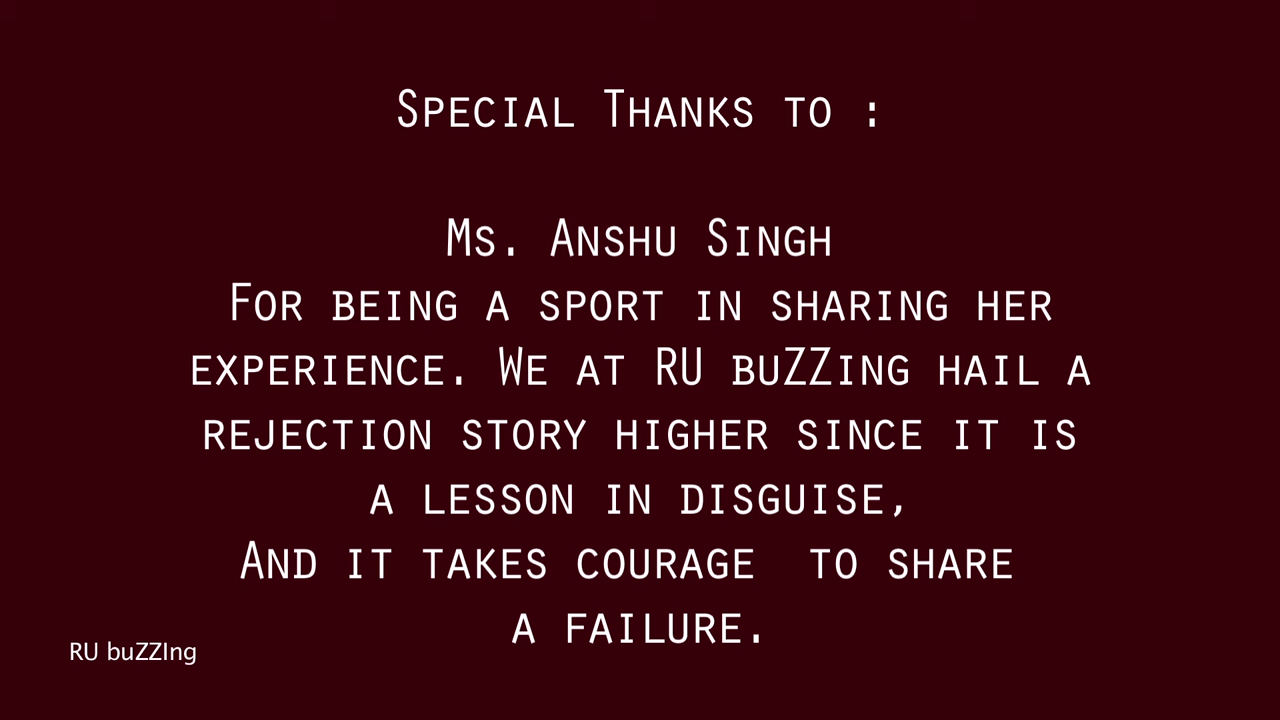 Special Thanks to :
Ms. Anshu Singh
For being a sport in sharing her
experience. We at RU buZZing hail a
rejection story higher since it is
a lesson in disguise,
And it takes courage  to share
a failure.
RU buZZIng